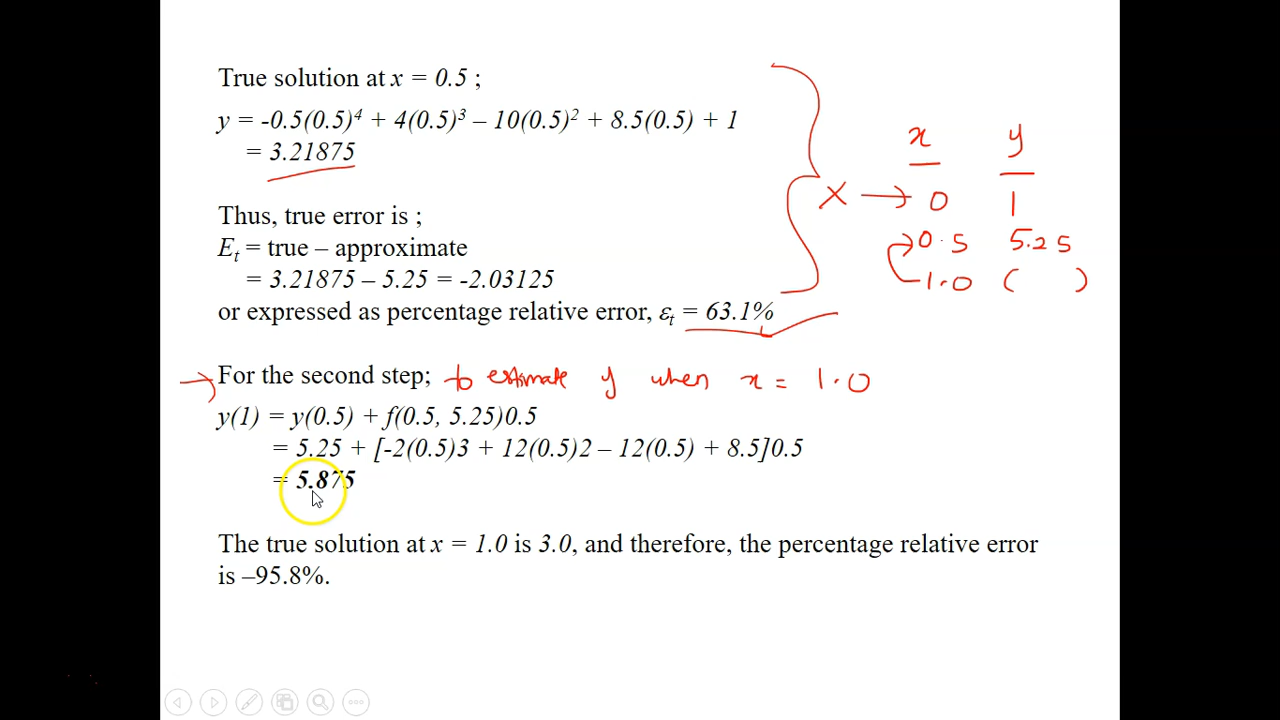 True solution at x = 0.5 ;
y = -0.5(0.5)⁴ + 4(0.5)³ – 10(0.5)² + 8.5(0.5) + 1
= 3.21875
Thus, true error is ;
Eₜ = true – approximate
= 3.21875 – 5.25 = -2.03125
or expressed as percentage relative error, εₜ = 63.1%
x y
X → 0 1
0.5 5.25
1.0 ( )
→ For the second step; to estimate y when x = 1.0
y(1) = y(0.5) + f(0.5, 5.25)0.5
= 5.25 + [-2(0.5)3 + 12(0.5)2 – 12(0.5) + 8.5]0.5
= 5.875
The true solution at x = 1.0 is 3.0, and therefore, the percentage relative error
is –95.8%.